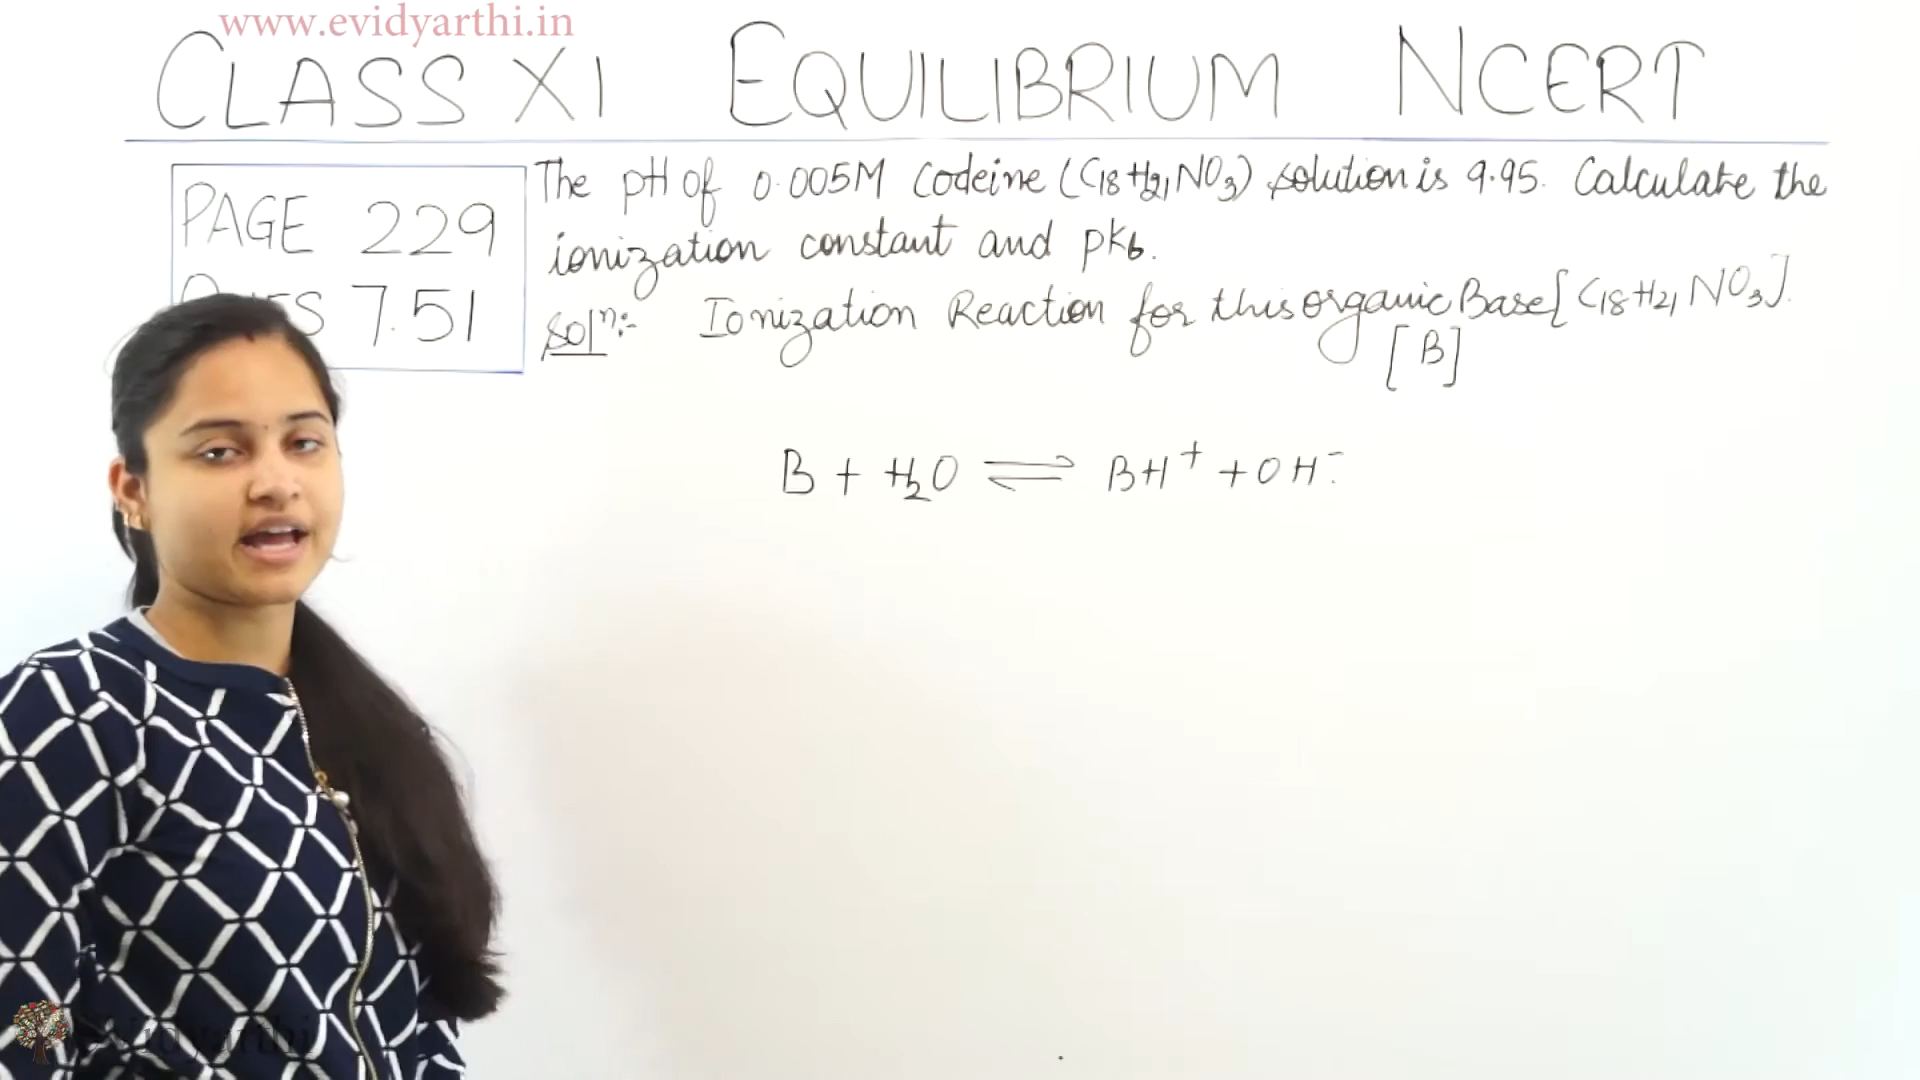 www.evidyarthi.in
CLASS XI EQUILIBRIUM NCERT
PAGE 229
7.51
The pH of 0.005M Codeine (C18H21NO3) solution is 9.95. Calculate the
ionization constant and pkb.
Solⁿ:- Ionization Reaction for this organic Base [C18H21NO3].
[B]
B + H2O ⇌ BH⁺ + OH⁻.